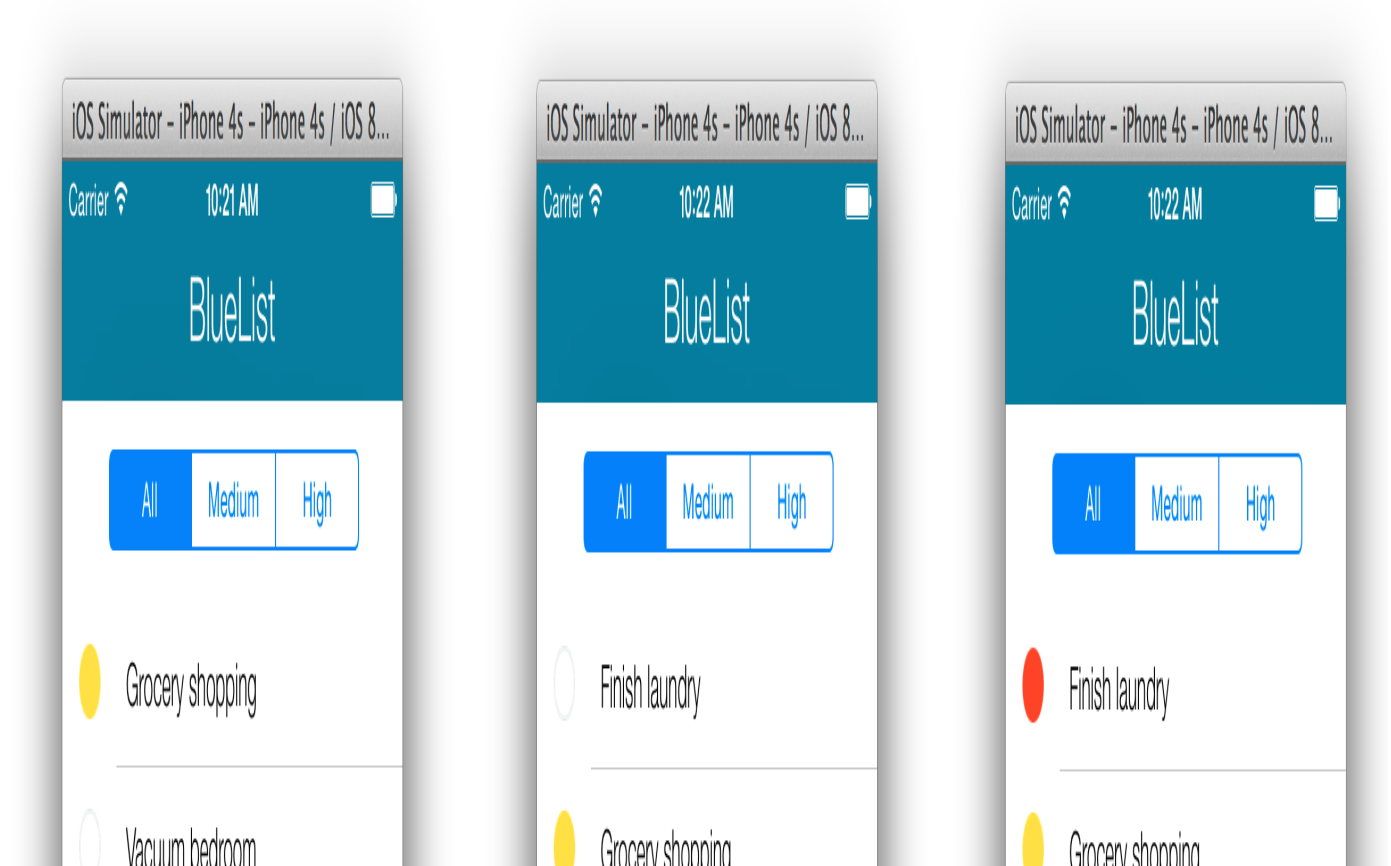 iOS Simulator – iPhone 4s – iPhone 4s / iOS 8...
Carrier 10:21 AM
BlueList
All Medium High
Grocery shopping
Vacuum bedroom
iOS Simulator – iPhone 4s – iPhone 4s / iOS 8...
Carrier 10:22 AM
BlueList
All Medium High
Finish laundry
Grocery shopping
iOS Simulator – iPhone 4s – iPhone 4s / iOS 8...
Carrier 10:22 AM
BlueList
All Medium High
Finish laundry
Grocery shopping